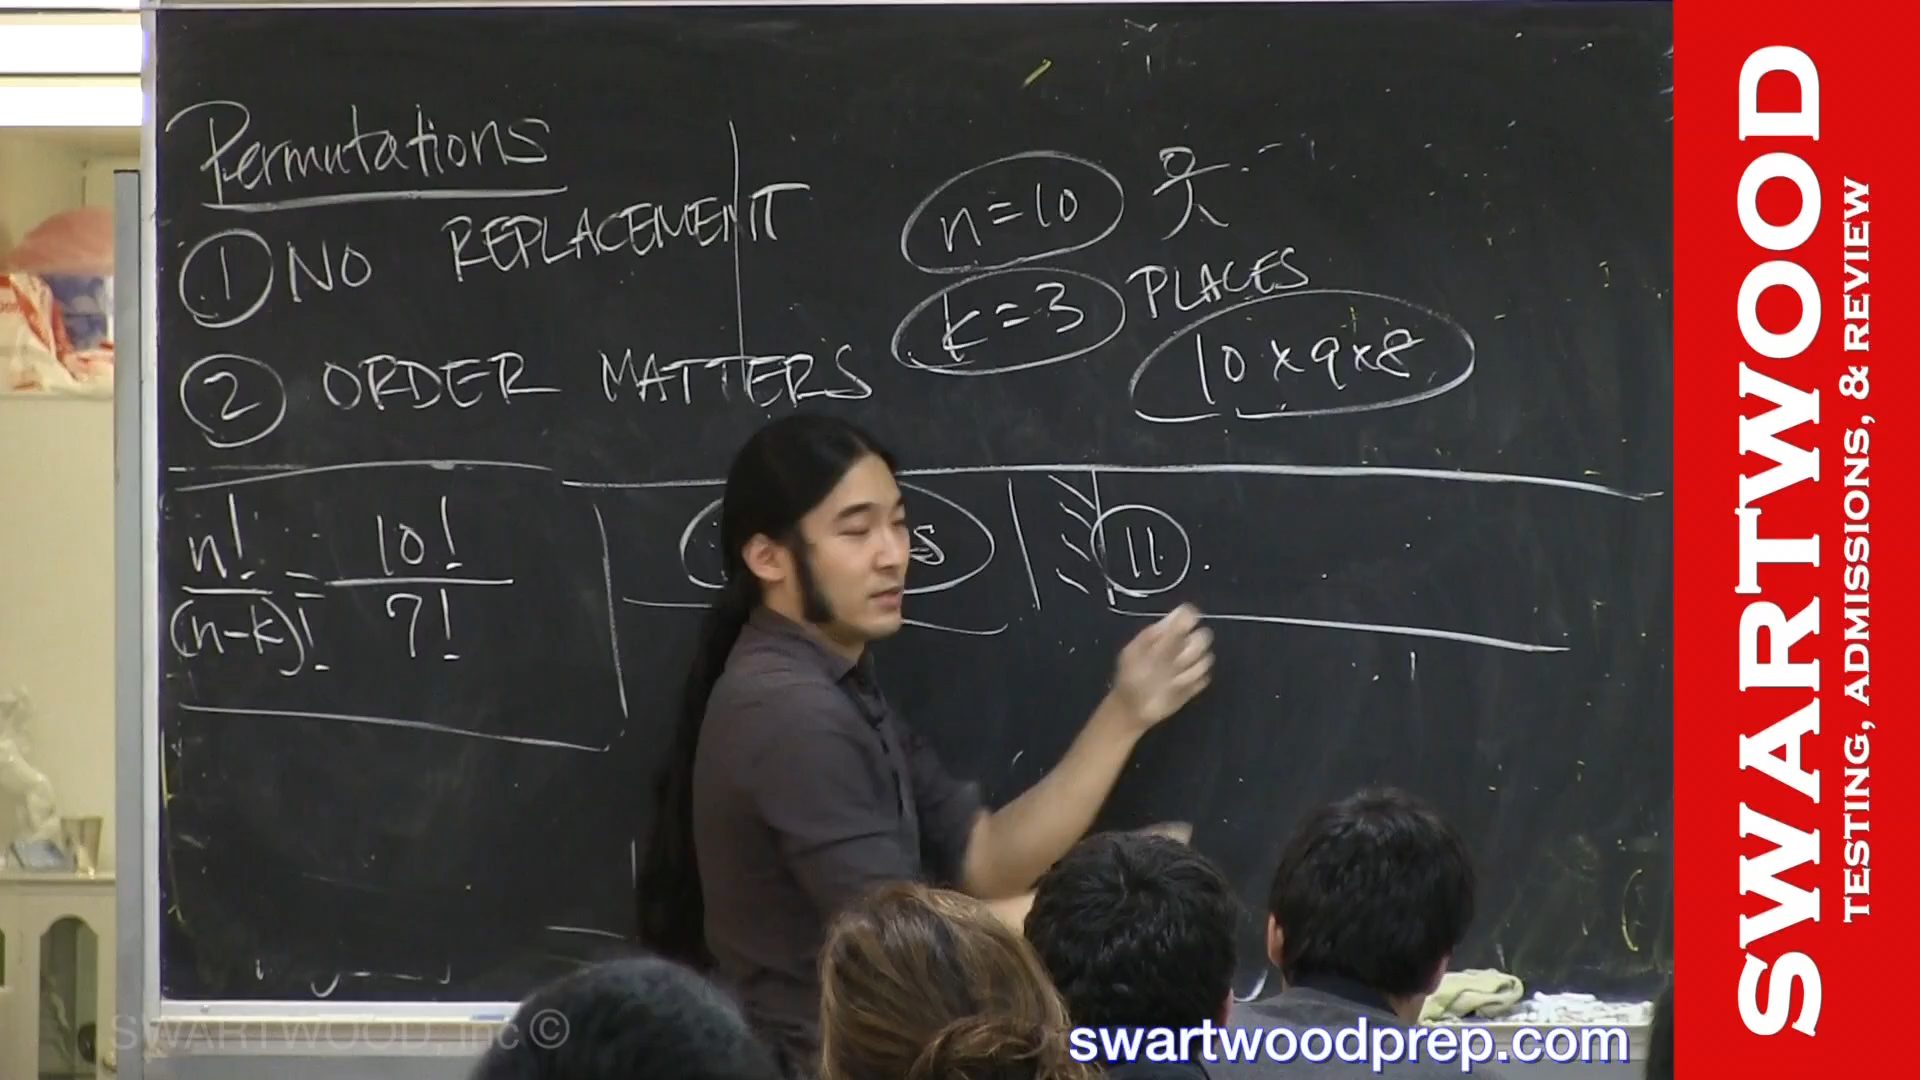 Permutations
① NO REPLACEMENT
② ORDER MATTERS
n=10
k=3 PLACES
10×9×8
n! = 10!
(n-k)! 7!
11
SWARTWOOD
TESTING, ADMISSIONS, & REVIEW
SWARTWOOD, Inc ©
swartwoodprep.com